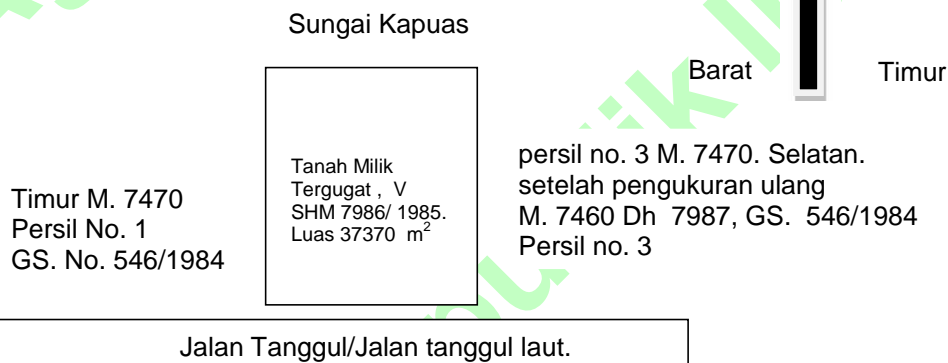 Sungai Kapuas
Barat
Timur
Tanah Milik
Tergugat , V
SHM 7986/ 1985.
Luas 37370 m²
Timur M. 7470
Persil No. 1
GS. No. 546/1984
persil no. 3 M. 7470. Selatan.
setelah pengukuran ulang
M. 7460 Dh 7987, GS. 546/1984
Persil no. 3
Jalan Tanggul/Jalan tanggul laut.